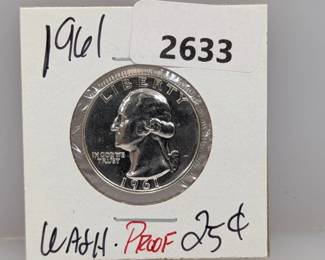 1961
2633
LIBERTY
IN GOD WE
TRUST
1961
WASH. PROOF 25¢